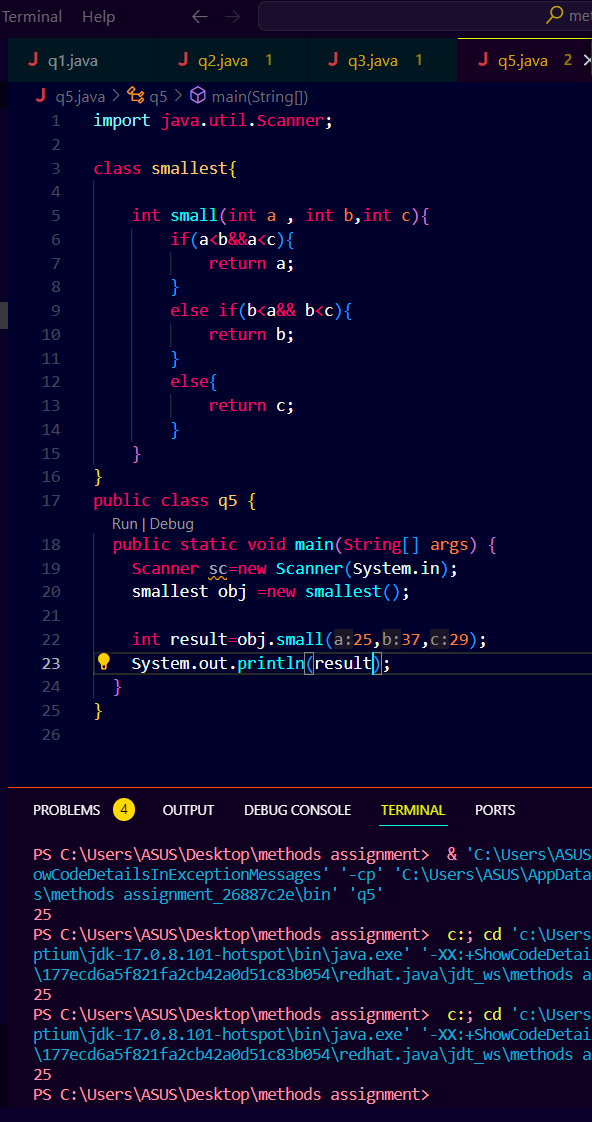 Terminal Help ← → met
J q1.java J q2.java 1 J q3.java 1 J q5.java 2
J q5.java > q5 > main(String[])
1 import java.util.Scanner;
2
3 class smallest{
4
5 int small(int a , int b,int c){
6 if(a<b&&a<c){
7 return a;
8 }
9 else if(b<a&& b<c){
10 return b;
11 }
12 else{
13 return c;
14 }
15 }
16 }
17 public class q5 {
Run | Debug
18 public static void main(String[] args) {
19 Scanner sc=new Scanner(System.in);
20 smallest obj =new smallest();
21
22 int result=obj.small(a:25,b:37,c:29);
23 System.out.println(result);
24 }
25 }
26
PROBLEMS 4 OUTPUT DEBUG CONSOLE TERMINAL PORTS
PS C:\Users\ASUS\Desktop\methods assignment> & 'C:\Users\ASUS
owCodeDetailsInExceptionMessages' '-cp' 'C:\Users\ASUS\AppData
s\methods assignment_26887c2e\bin' 'q5'
25
PS C:\Users\ASUS\Desktop\methods assignment> c:; cd 'c:\Users
ptium\jdk-17.0.8.101-hotspot\bin\java.exe' '-XX:+ShowCodeDetai
\177ecd6a5f821fa2cb42a0d51c83b054\redhat.java\jdt_ws\methods a
25
PS C:\Users\ASUS\Desktop\methods assignment> c:; cd 'c:\Users
ptium\jdk-17.0.8.101-hotspot\bin\java.exe' '-XX:+ShowCodeDetai
\177ecd6a5f821fa2cb42a0d51c83b054\redhat.java\jdt_ws\methods a
25
PS C:\Users\ASUS\Desktop\methods assignment>